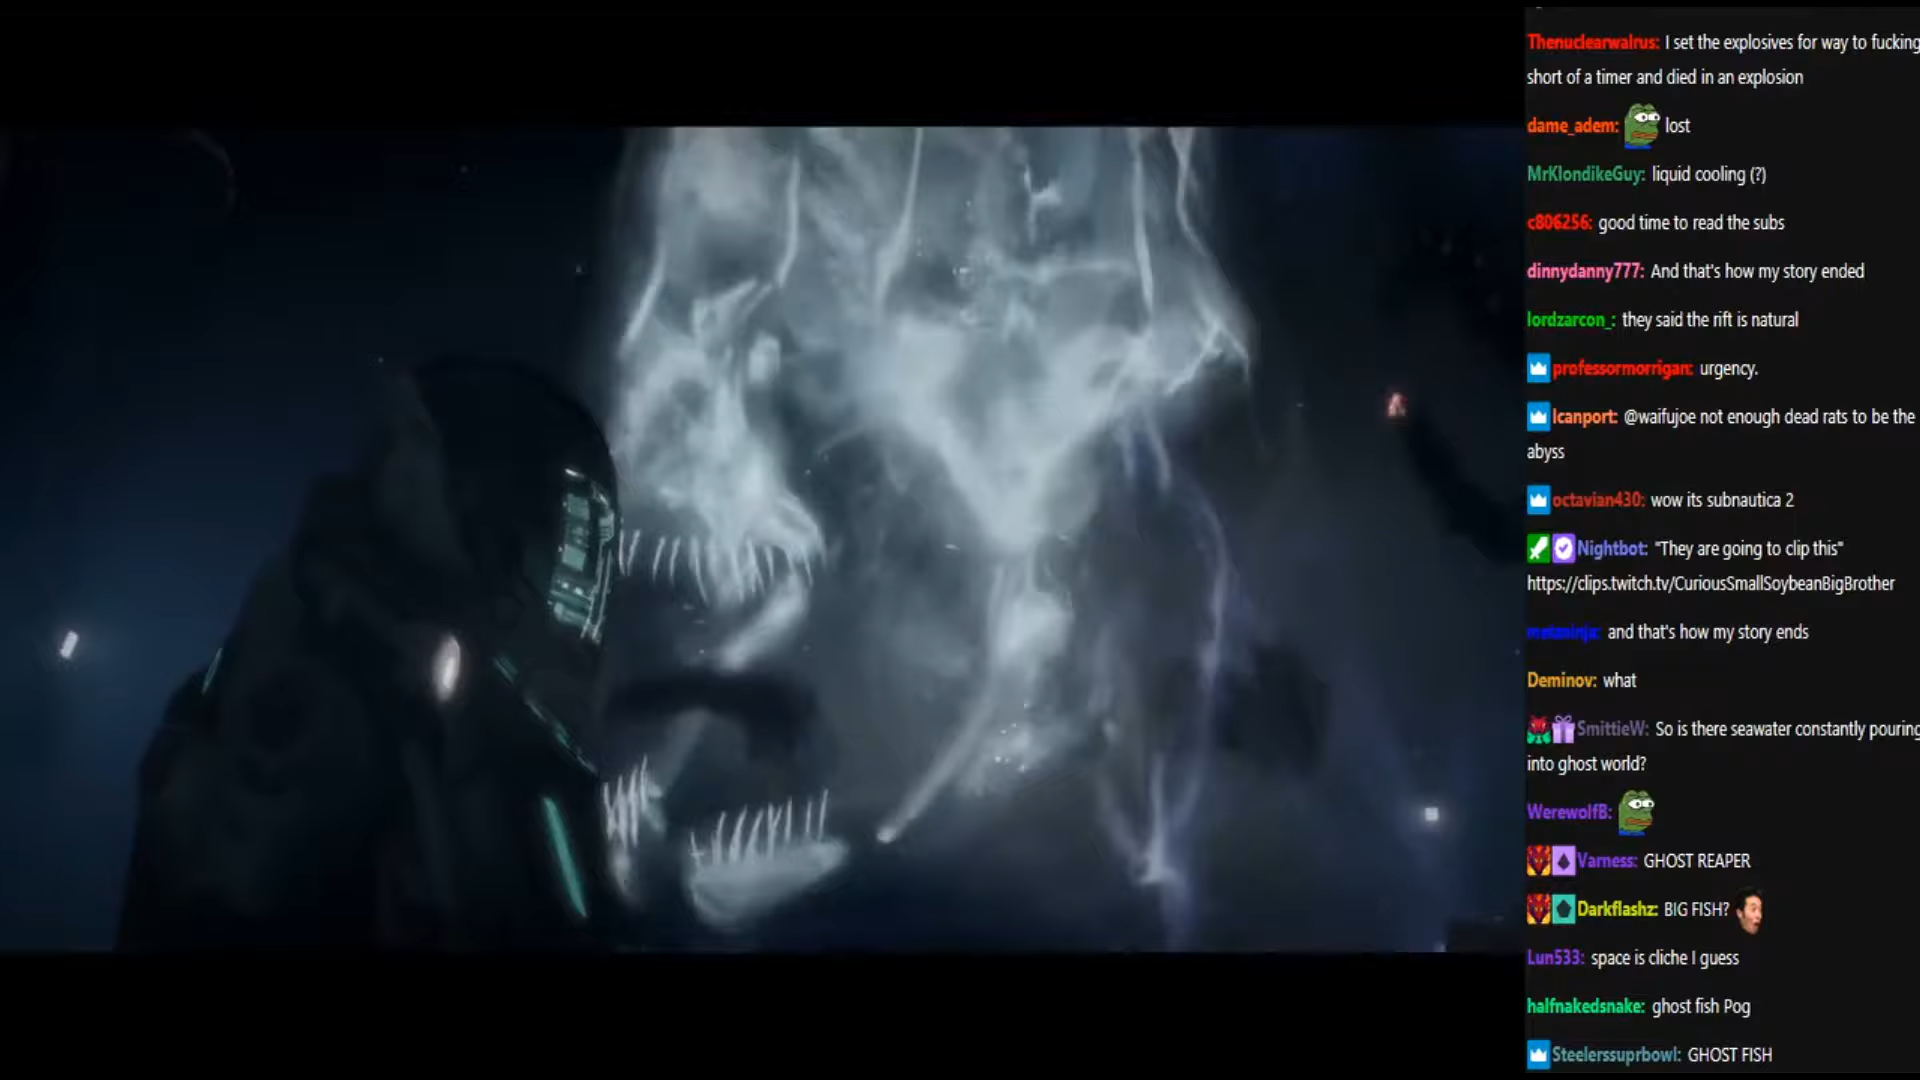 Thenuclearwalrus: I set the explosives for way to fucking
short of a timer and died in an explosion
dame_adem: lost
MrKlondikeGuy: liquid cooling (?)
c806256: good time to read the subs
dinnydanny777: And that's how my story ended
lordzarcon_: they said the rift is natural
professormorrigan: urgency.
Icanport: @waifujoe not enough dead rats to be the
abyss
octavian430: wow its subnautica 2
Nightbot: "They are going to clip this"
https://clips.twitch.tv/CuriousSmallSoybeanBigBrother
and that's how my story ends
Deminov: what
SmittieW: So is there seawater constantly pouring
into ghost world?
WerewolfB:
Varness: GHOST REAPER
Darkflashz: BIG FISH?
Lun533: space is cliche I guess
halfnakedsnake: ghost fish Pog
Steelerssuprbowl: GHOST FISH